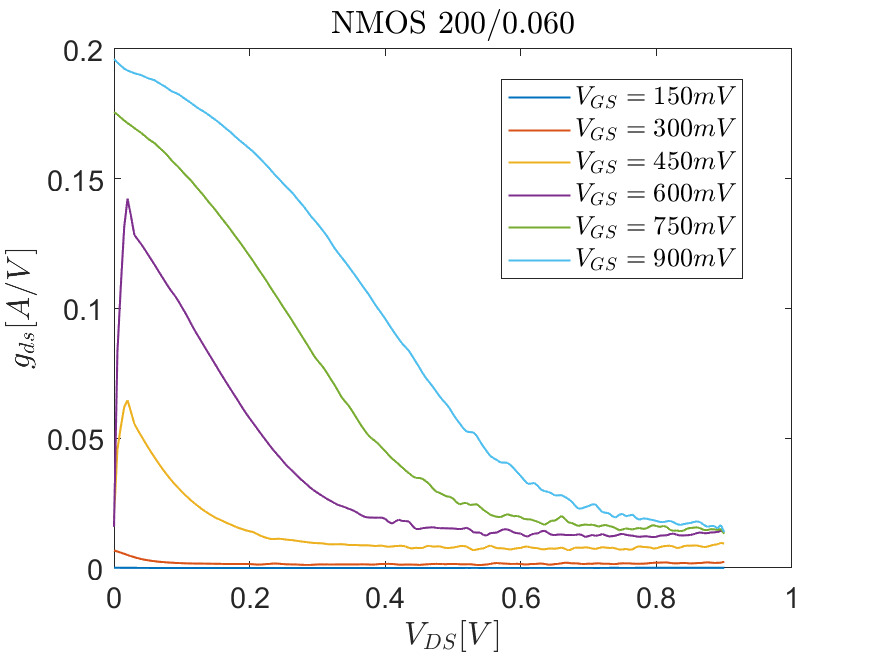 NMOS 200/0.060
0.2
0.15
0.1
0.05
0
g_{ds}[A/V]
V_{GS} = 150mV
V_{GS} = 300mV
V_{GS} = 450mV
V_{GS} = 600mV
V_{GS} = 750mV
V_{GS} = 900mV
0 0.2 0.4 0.6 0.8 1
V_{DS}[V]